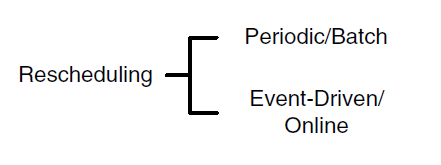 Periodic/Batch
Rescheduling
Event-Driven/
Online